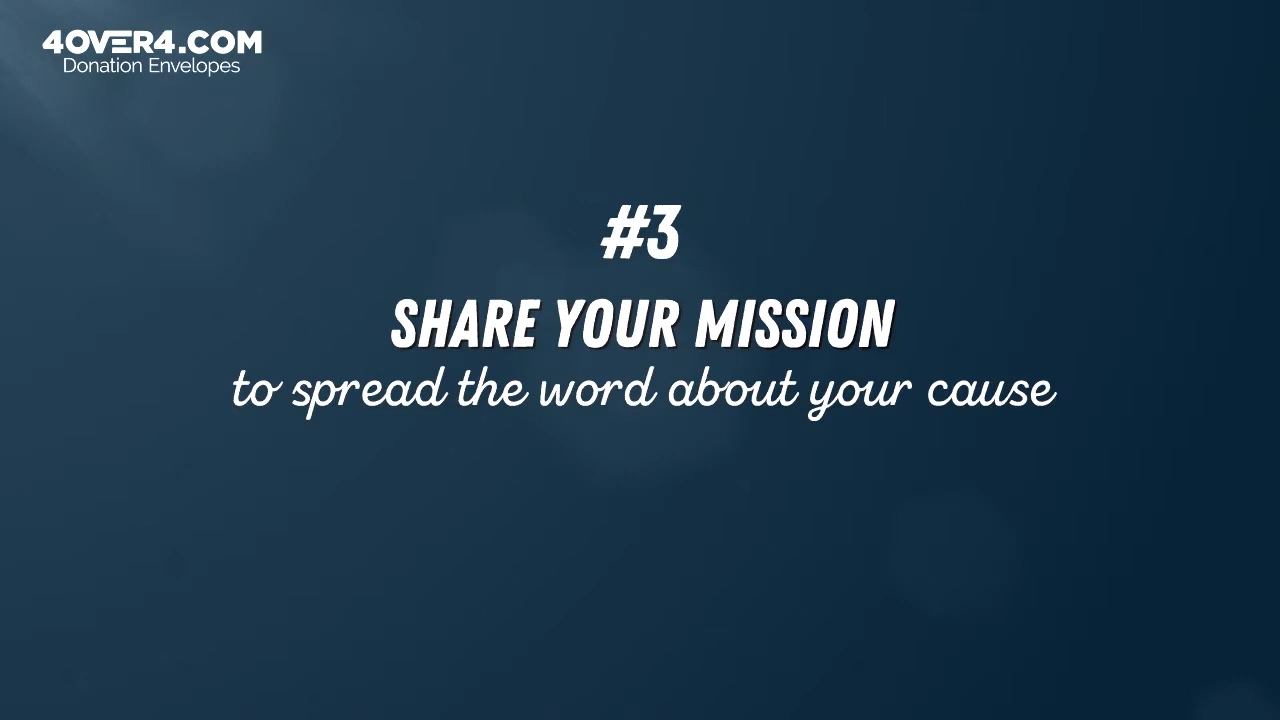 4OVER4.COM
Donation Envelopes
#3
SHARE YOUR MISSION
to spread the word about your cause